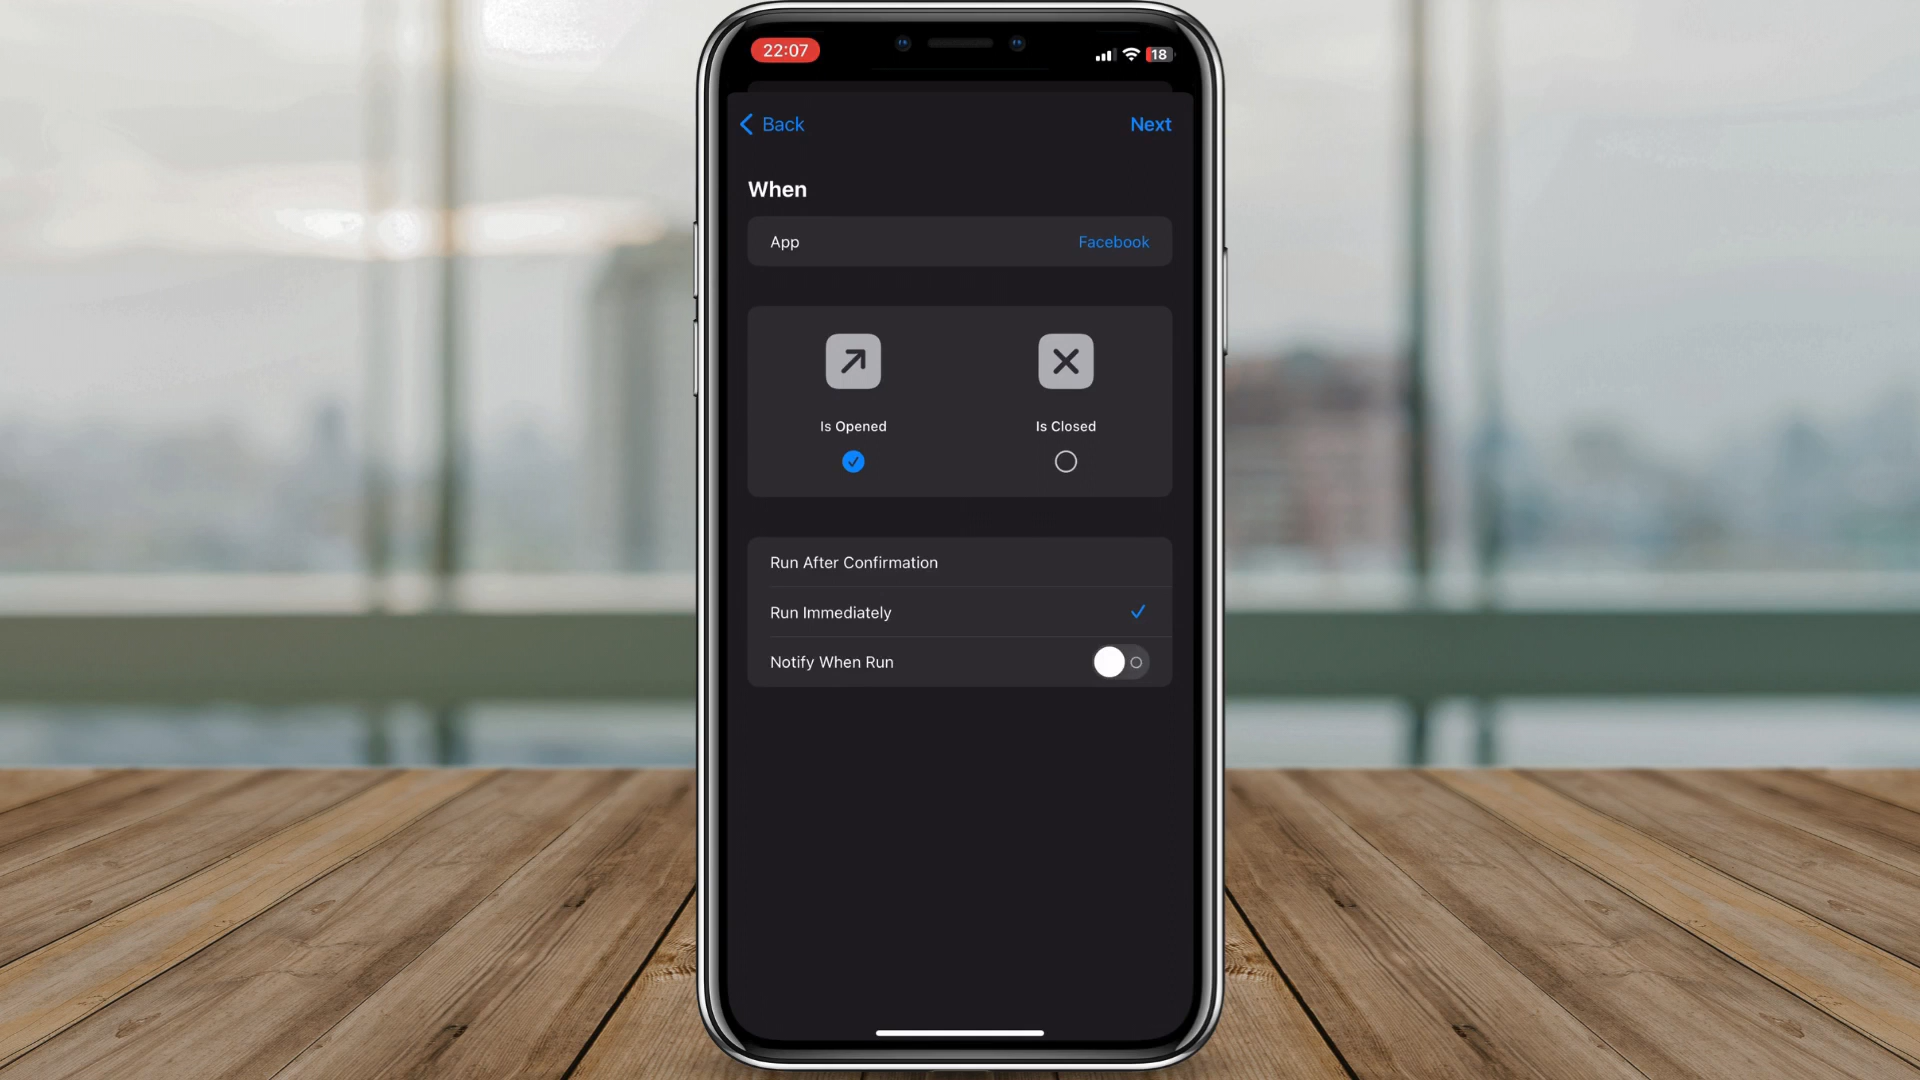 22:07
18
Back
Next
When
App
Facebook
Is Opened
Is Closed
Run After Confirmation
Run Immediately
Notify When Run